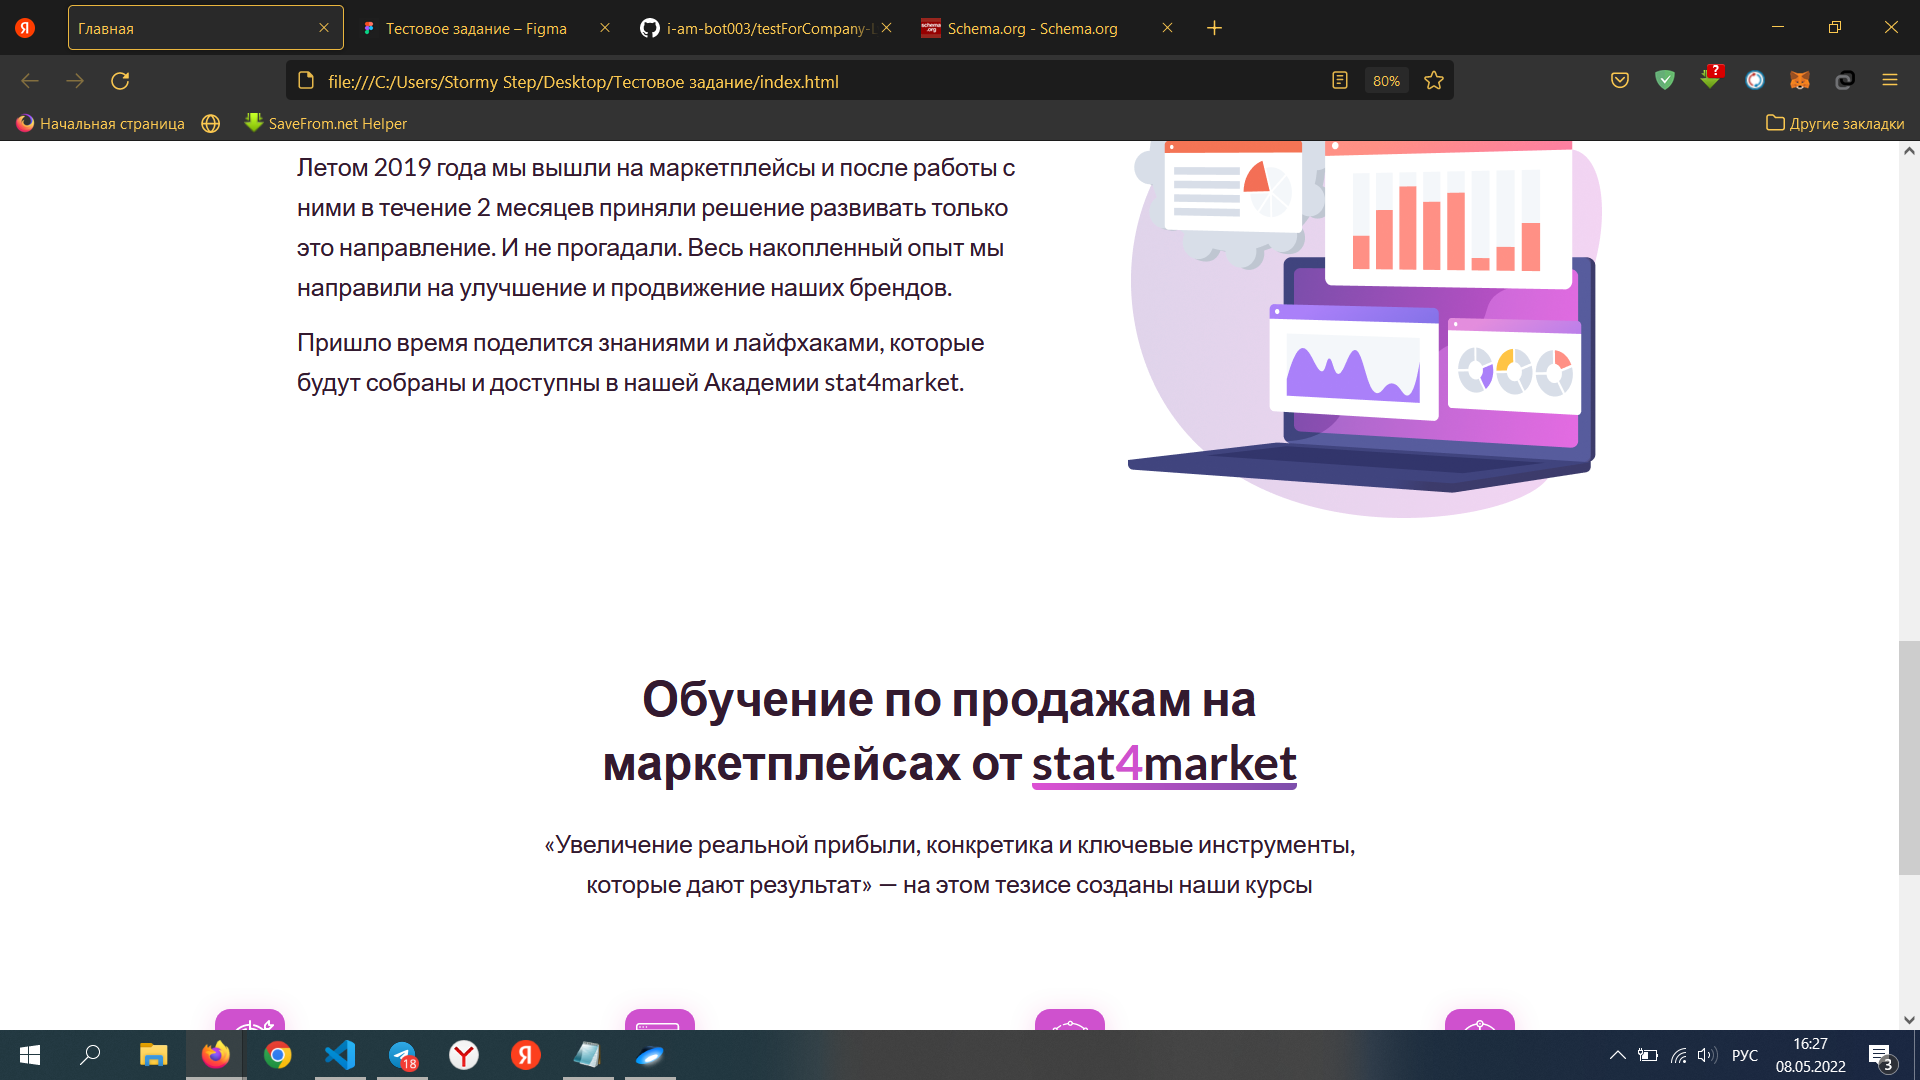 Главная
Тестовое задание – Figma
i-am-bot003/testForCompany-L
Schema.org - Schema.org
file:///C:/Users/Stormy Step/Desktop/Тестовое задание/index.html
80%
?
Начальная страница
SaveFrom.net Helper
Другие закладки
Летом 2019 года мы вышли на маркетплейсы и после работы с
ними в течение 2 месяцев приняли решение развивать только
это направление. И не прогадали. Весь накопленный опыт мы
направили на улучшение и продвижение наших брендов.
Пришло время поделится знаниями и лайфхаками, которые
будут собраны и доступны в нашей Академии stat4market.
Обучение по продажам на
маркетплейсах от stat4market
«Увеличение реальной прибыли, конкретика и ключевые инструменты,
которые дают результат» — на этом тезисе созданы наши курсы
18
РУС
16:27
08.05.2022
3